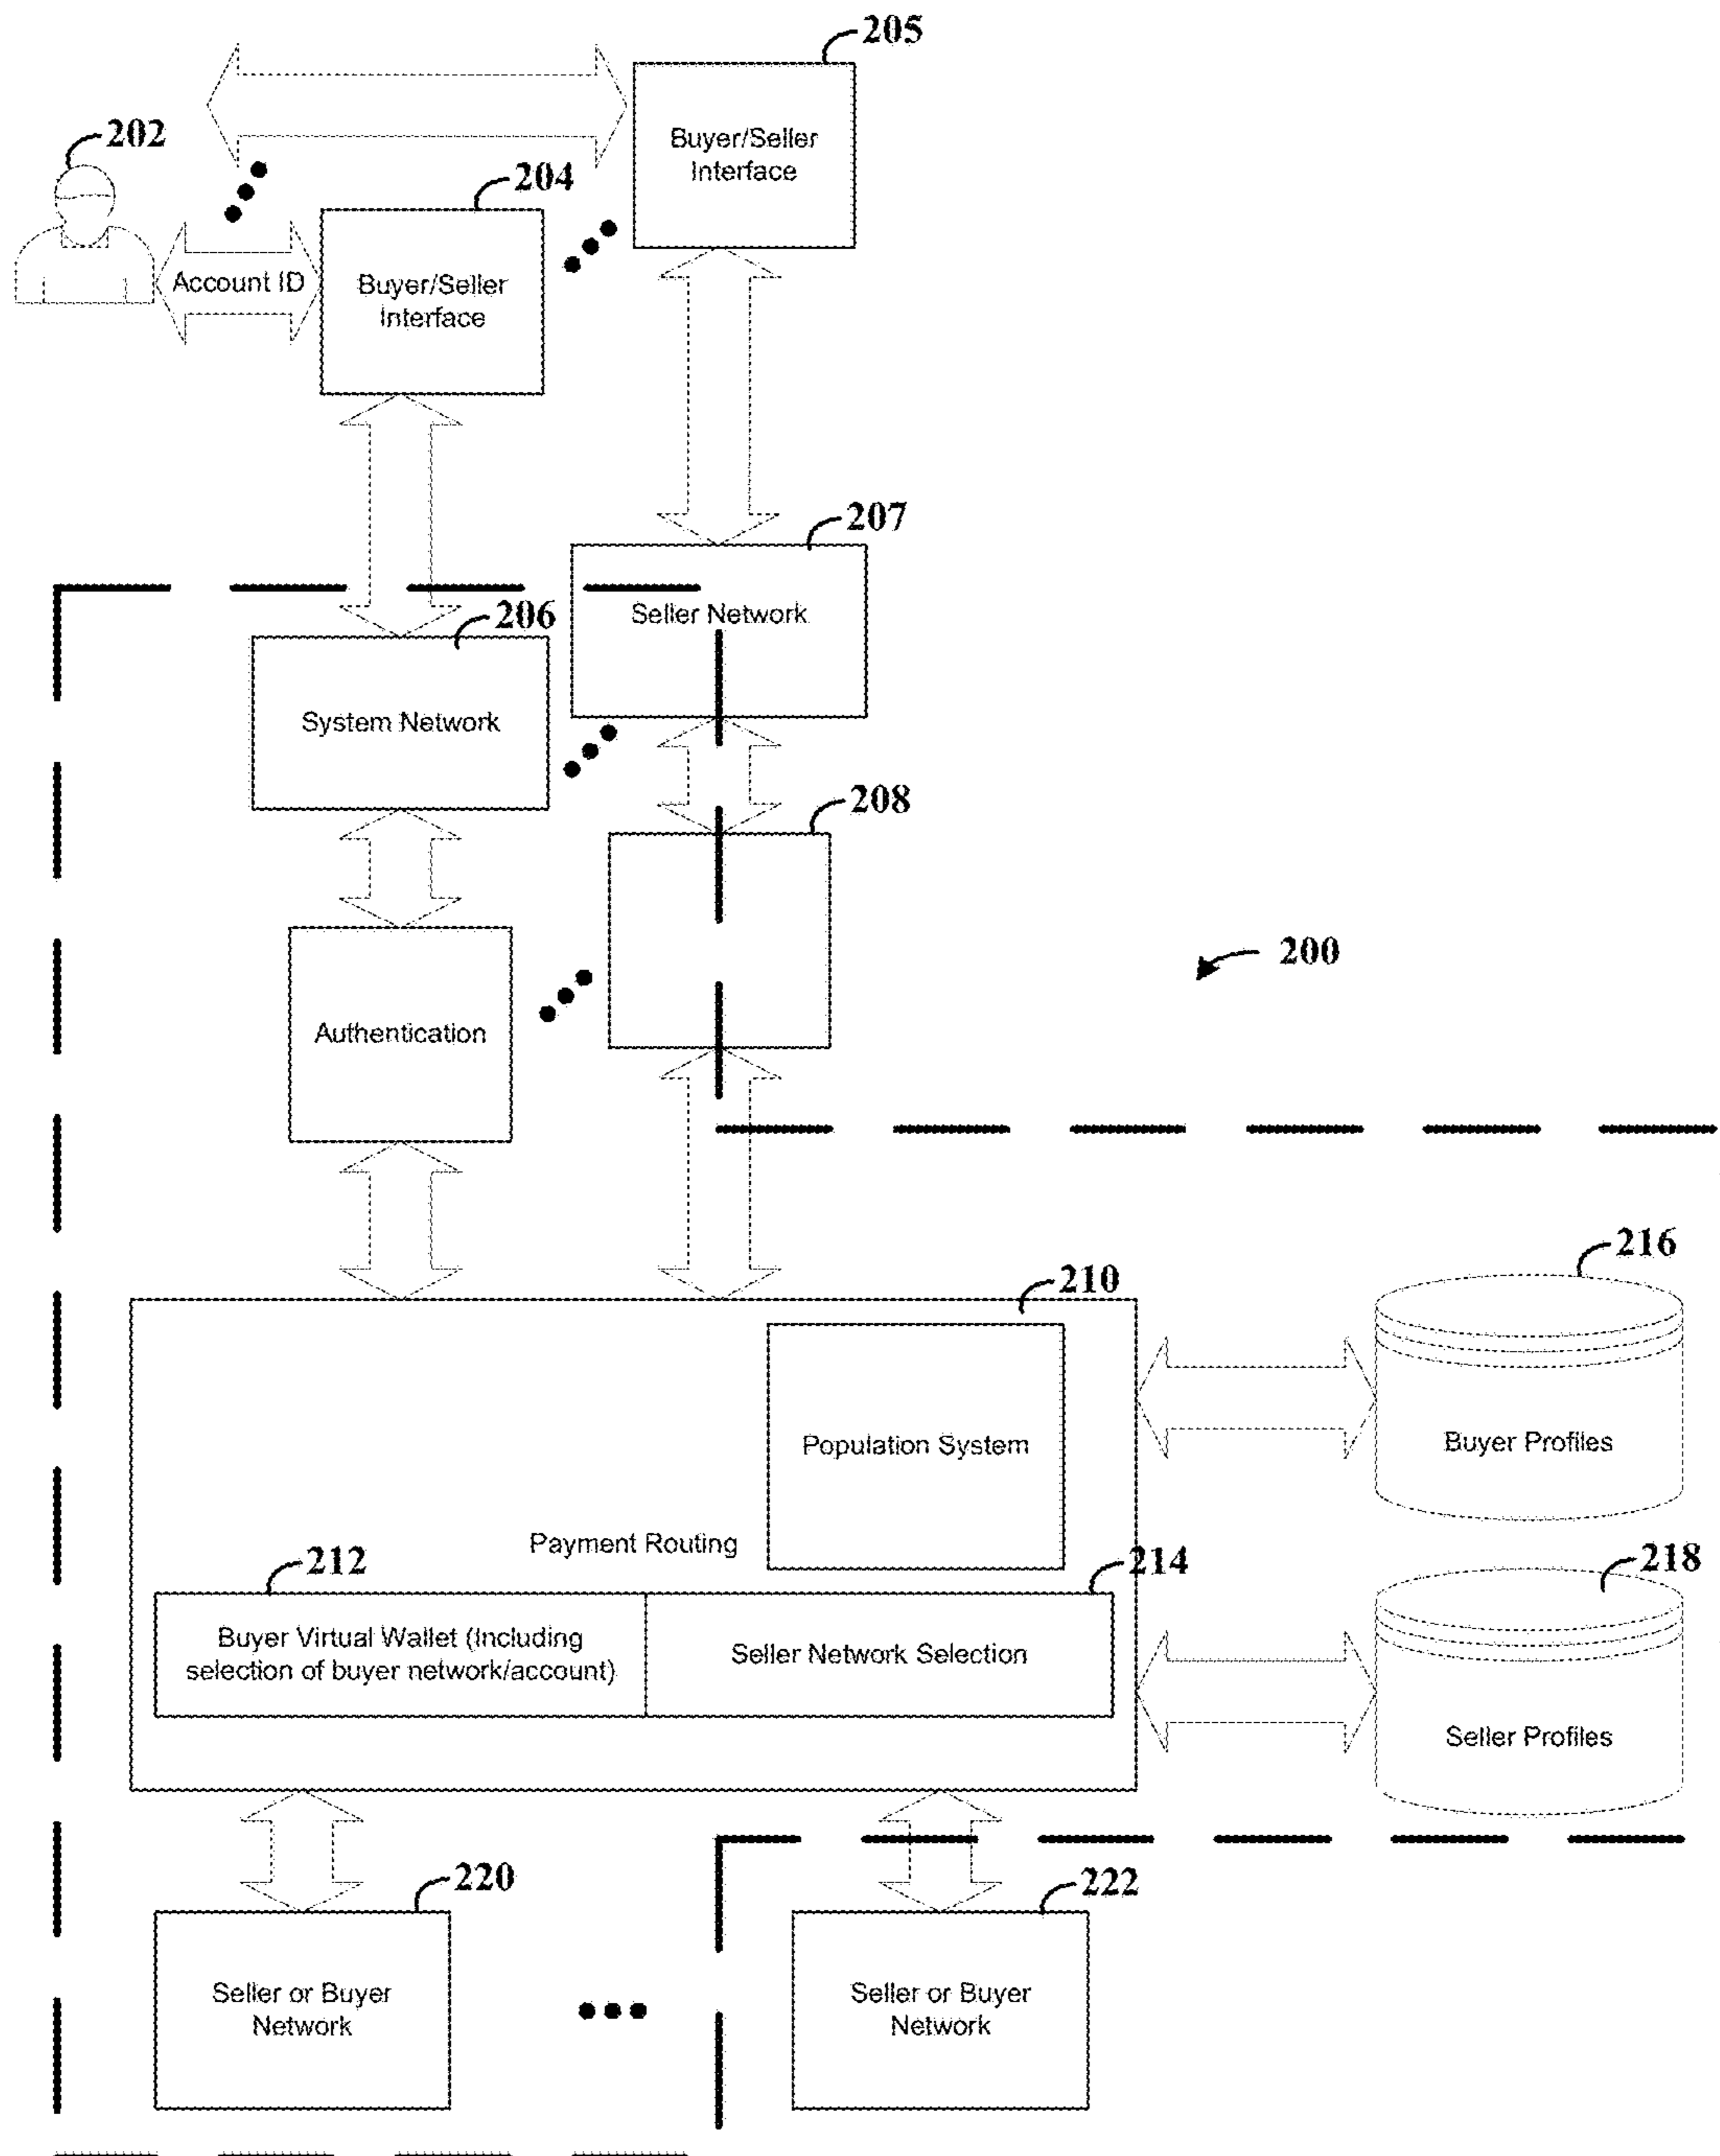 205
202
Buyer/Seller
Interface
204
Account ID
Buyer/Seller
Interface
207
Seller Network
206
System Network
208
200
Authentication
216
210
Population System
Buyer Profiles
Payment Routing
212
214
218
Buyer Virtual Wallet (Including
selection of buyer network/account)
Seller Network Selection
Seller Profiles
220
222
Seller or Buyer
Network
Seller or Buyer
Network